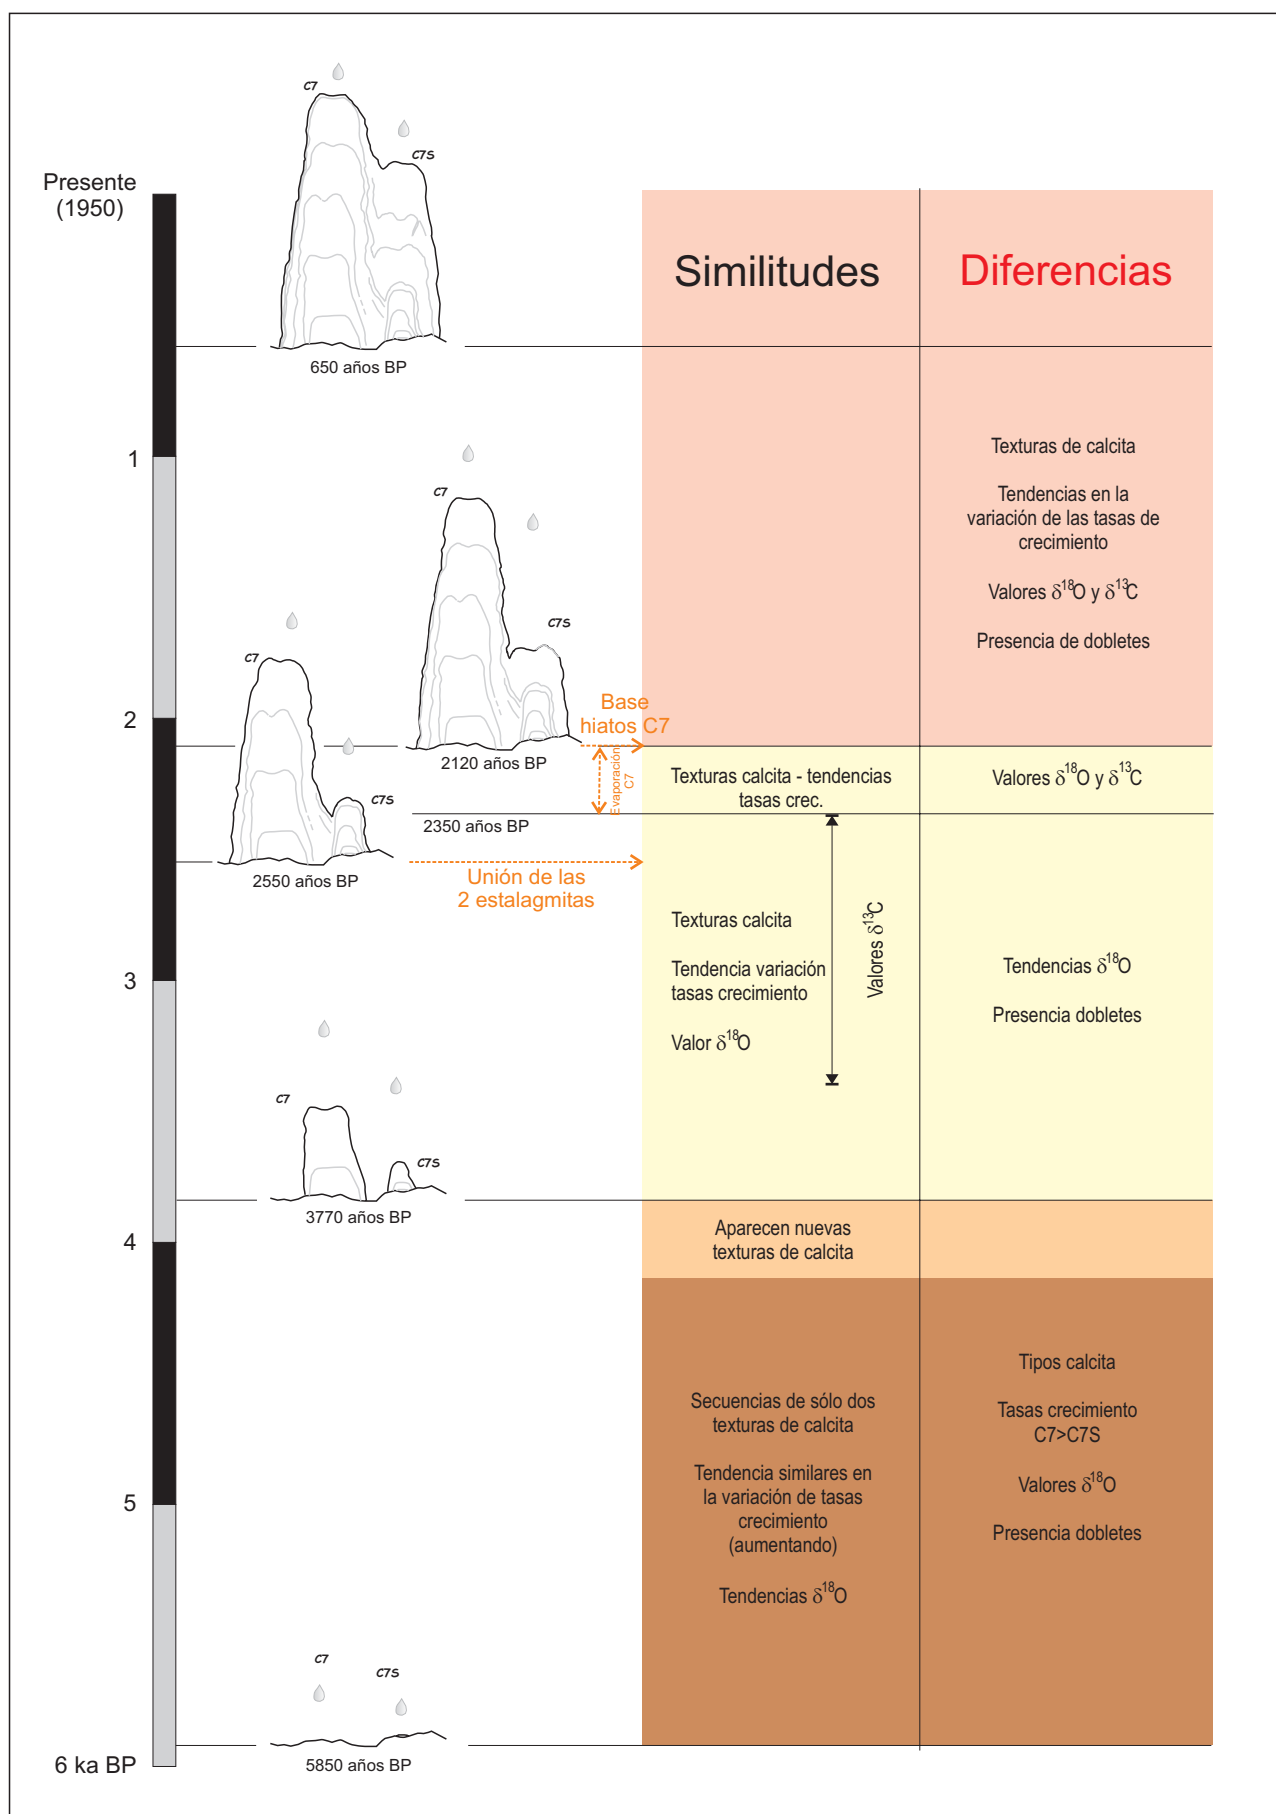 C7
C7S
Presente
(1950)
Similitudes
Diferencias
650 años BP
1
Texturas de calcita
Tendencias en la
variación de las tasas de
crecimiento
Valores δ¹⁸O y δ¹³C
Presencia de dobletes
C7
C7S
C7
C7S
2
Base
hiatos C7
2120 años BP
Evaporación
C7
Texturas calcita - tendencias
tasas crec.
Valores δ¹⁸O y δ¹³C
2350 años BP
2550 años BP
Unión de las
2 estalagmitas
Texturas calcita
Tendencia variación
tasas crecimiento
Valor δ¹⁸O
Valores δ¹³C
Tendencias δ¹⁸O
Presencia dobletes
3
C7
C7S
3770 años BP
4
Aparecen nuevas
texturas de calcita
Secuencias de sólo dos
texturas de calcita
Tendencia similares en
la variación de tasas
crecimiento
(aumentando)
Tendencias δ¹⁸O
Tipos calcita
Tasas crecimiento
C7>C7S
Valores δ¹⁸O
Presencia dobletes
5
C7
C7S
5850 años BP
6 ka BP